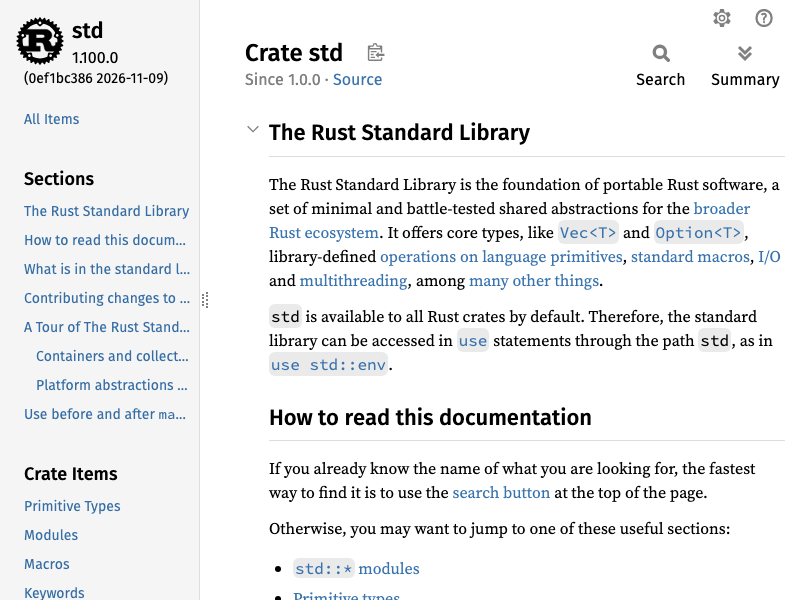 std
1.100.0
(0ef1bc386 2026-11-09)
All Items
Sections
The Rust Standard Library
How to read this docum...
What is in the standard l...
Contributing changes to ...
A Tour of The Rust Stand...
Containers and collect...
Platform abstractions ...
Use before and after ma...
Crate Items
Primitive Types
Modules
Macros
Keywords
Crate std
Since 1.0.0 · Source
Search
Summary
The Rust Standard Library
The Rust Standard Library is the foundation of portable Rust software, a
set of minimal and battle-tested shared abstractions for the broader
Rust ecosystem. It offers core types, like Vec<T> and Option<T>,
library-defined operations on language primitives, standard macros, I/O
and multithreading, among many other things.
std is available to all Rust crates by default. Therefore, the standard
library can be accessed in use statements through the path std, as in
use std::env.
How to read this documentation
If you already know the name of what you are looking for, the fastest
way to find it is to use the search button at the top of the page.
Otherwise, you may want to jump to one of these useful sections:
• std::* modules
• Primitive types